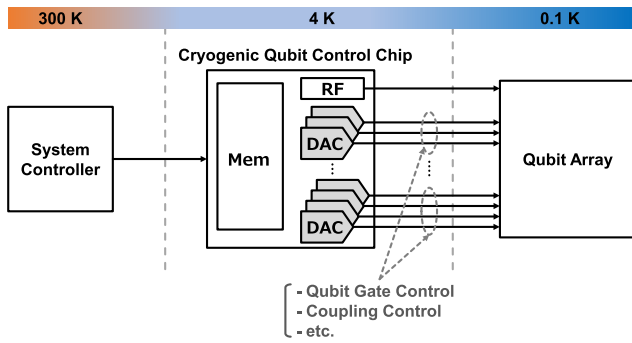 300 K
4 K
0.1 K
Cryogenic Qubit Control Chip
System
Controller
Mem
RF
DAC
DAC
Qubit Array
- Qubit Gate Control
- Coupling Control
- etc.